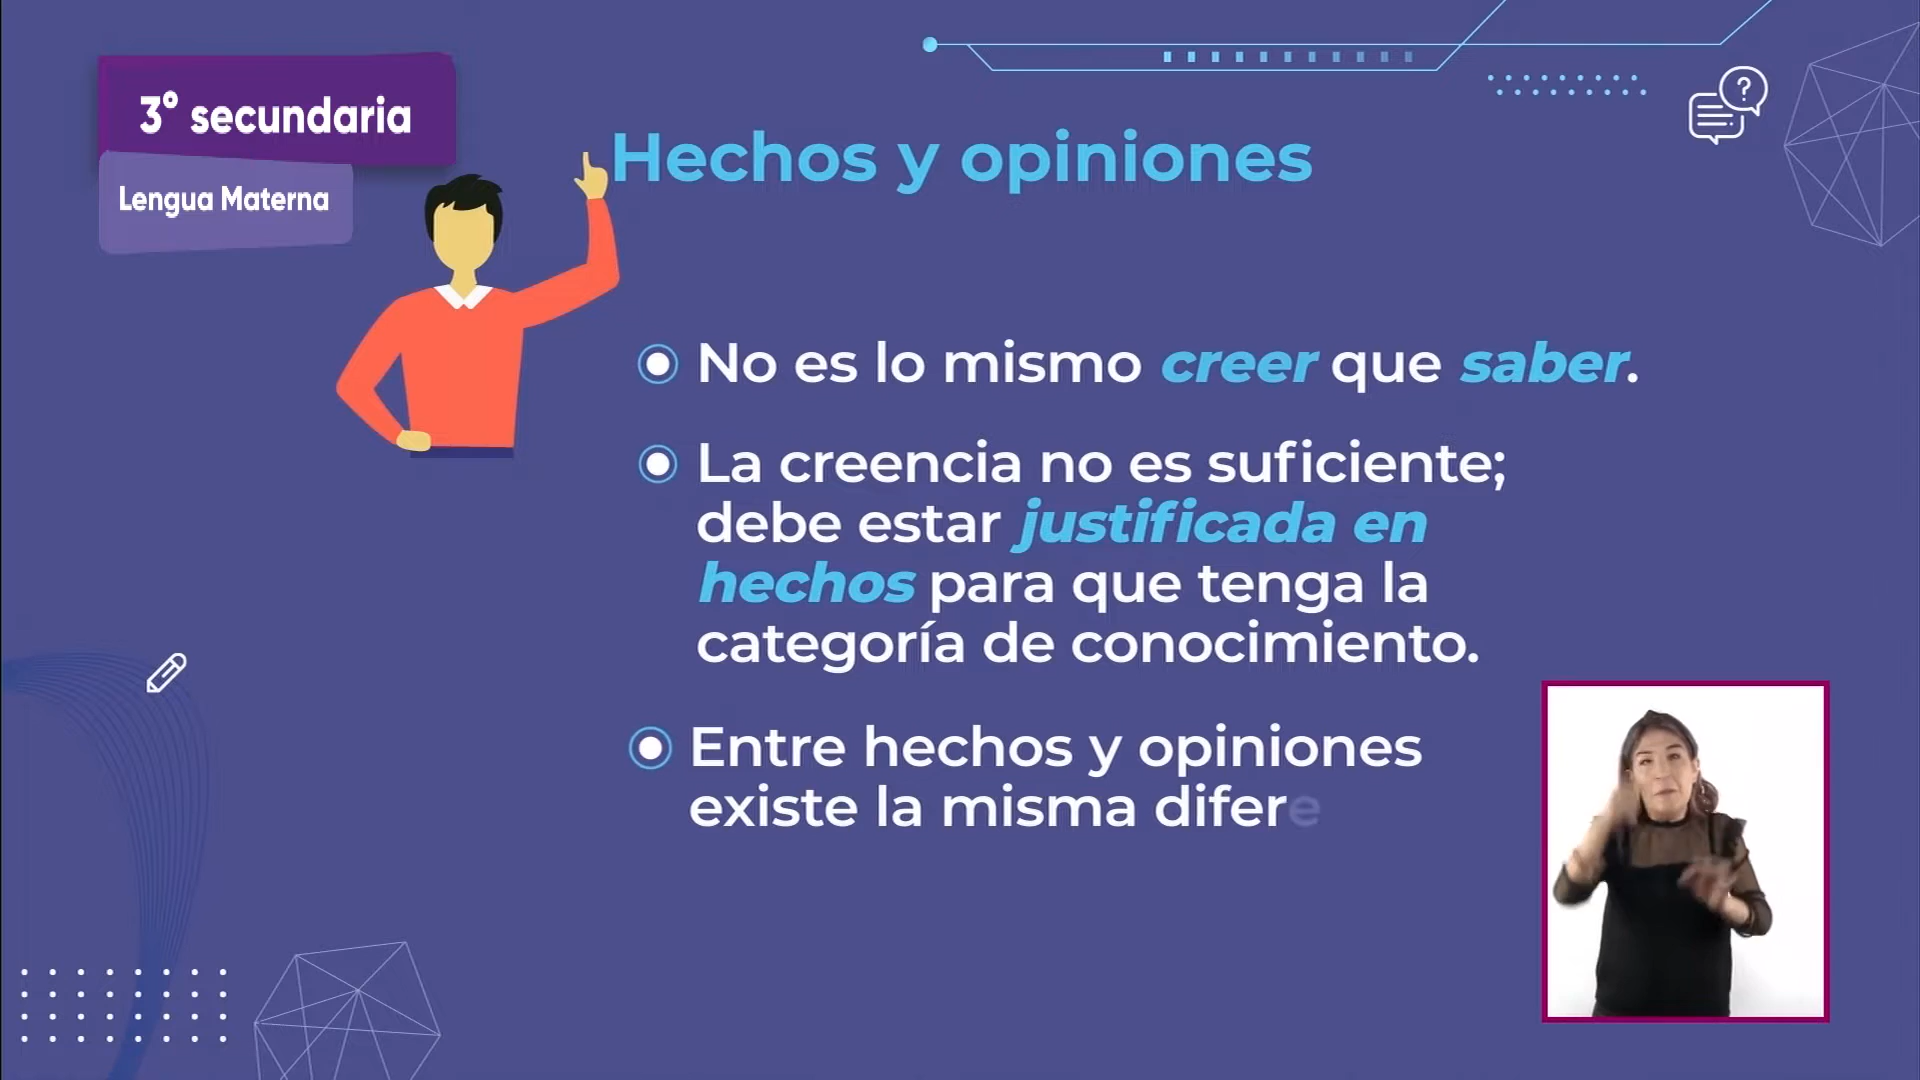 3° secundaria
Lengua Materna
Hechos y opiniones
No es lo mismo creer que saber.
La creencia no es suficiente;
debe estar justificada en
hechos para que tenga la
categoría de conocimiento.
Entre hechos y opiniones
existe la misma difere
?